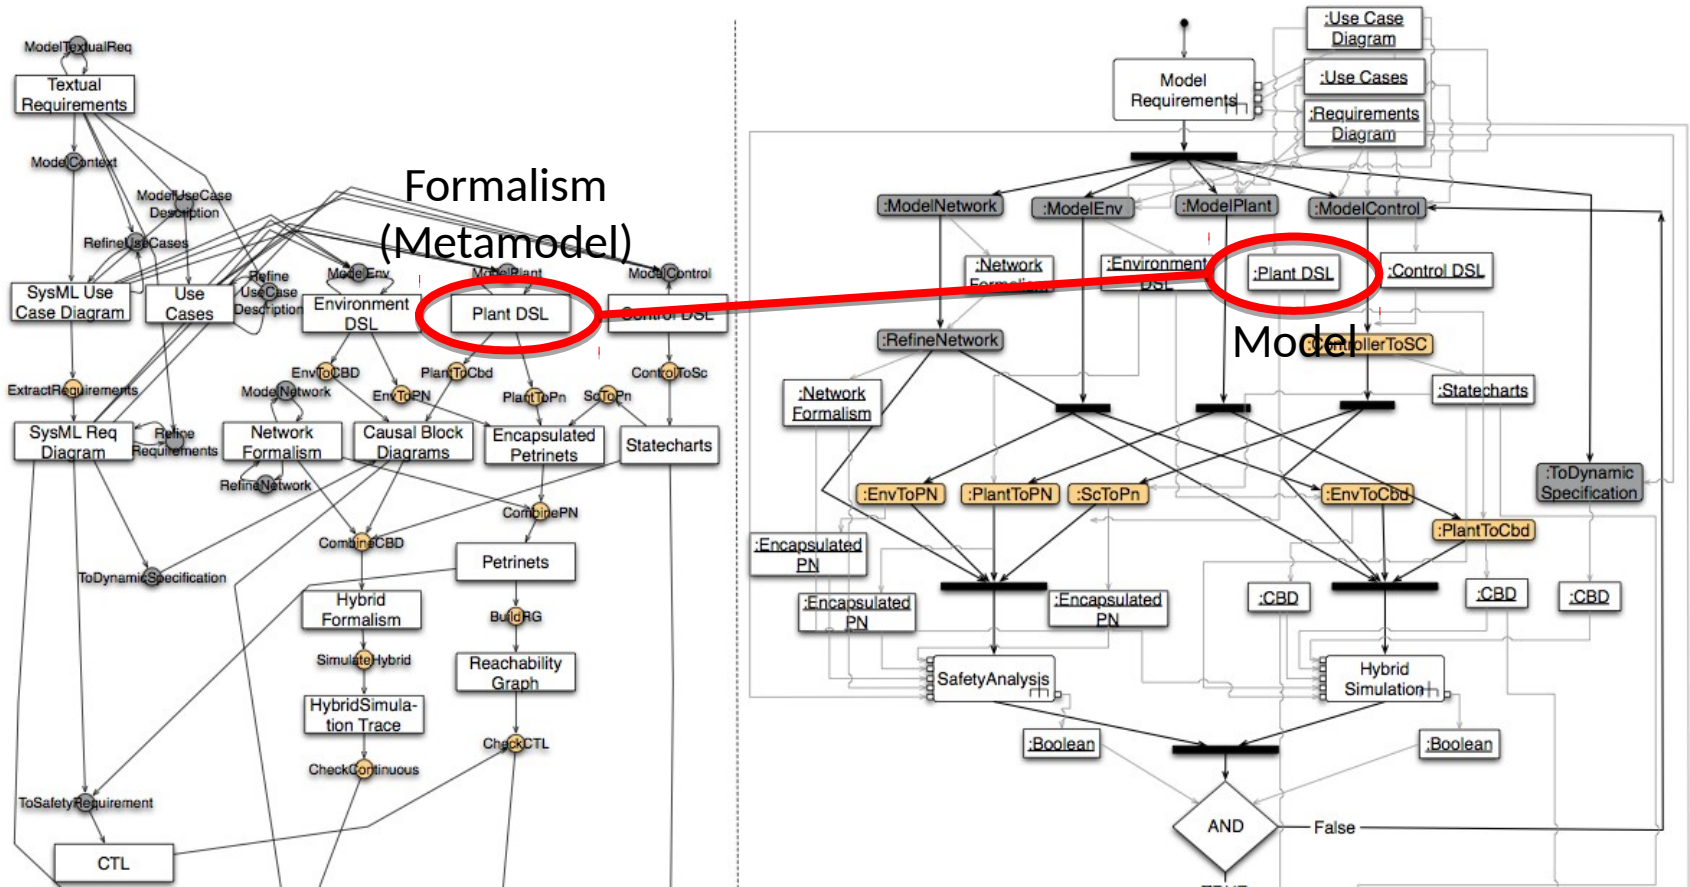 ModelTextualReq
Textual
Requirements
ModelContext
ModelUseCase
Description
RefineUseCases
Formalism
(Metamodel)
SysML Use
Case Diagram
Use
Cases
Refine
UseCase
Description
ModelEnv
Environment
DSL
ModelPlant
Plant DSL
ModelControl
Control DSL
ExtractRequirements
EnvToCBD
PlantToCbd
ControlToSc
ModelNetwork
EnvToPN
PlantToPn
ScToPn
SysML Req
Diagram
Refine
Requirements
Network
Formalism
Causal Block
Diagrams
Encapsulated
Petrinets
Statecharts
RefineNetwork
CombinePN
CombineCBD
ToDynamicSpecification
Petrinets
Hybrid
Formalism
BuildRG
SimulateHybrid
Reachability
Graph
HybridSimula-
tion Trace
CheckCTL
CheckContinuous
ToSafetyRequirement
CTL
:Use Case
Diagram
Model
Requirements
:Use Cases
:Requirements
Diagram
:ModelNetwork
:ModelEnv
:ModelPlant
:ModelControl
:Network
Formalism
:Environment
DSL
:Plant DSL
:Control DSL
Model
:RefineNetwork
:ControllerToSC
:Network
Formalism
:Statecharts
:EnvToPN
:PlantToPN
:ScToPn
:EnvToCbd
:ToDynamic
Specification
:PlantToCbd
:Encapsulated
PN
:Encapsulated
PN
:Encapsulated
PN
:CBD
:CBD
:CBD
SafetyAnalysis
Hybrid
Simulation
:Boolean
:Boolean
AND
False